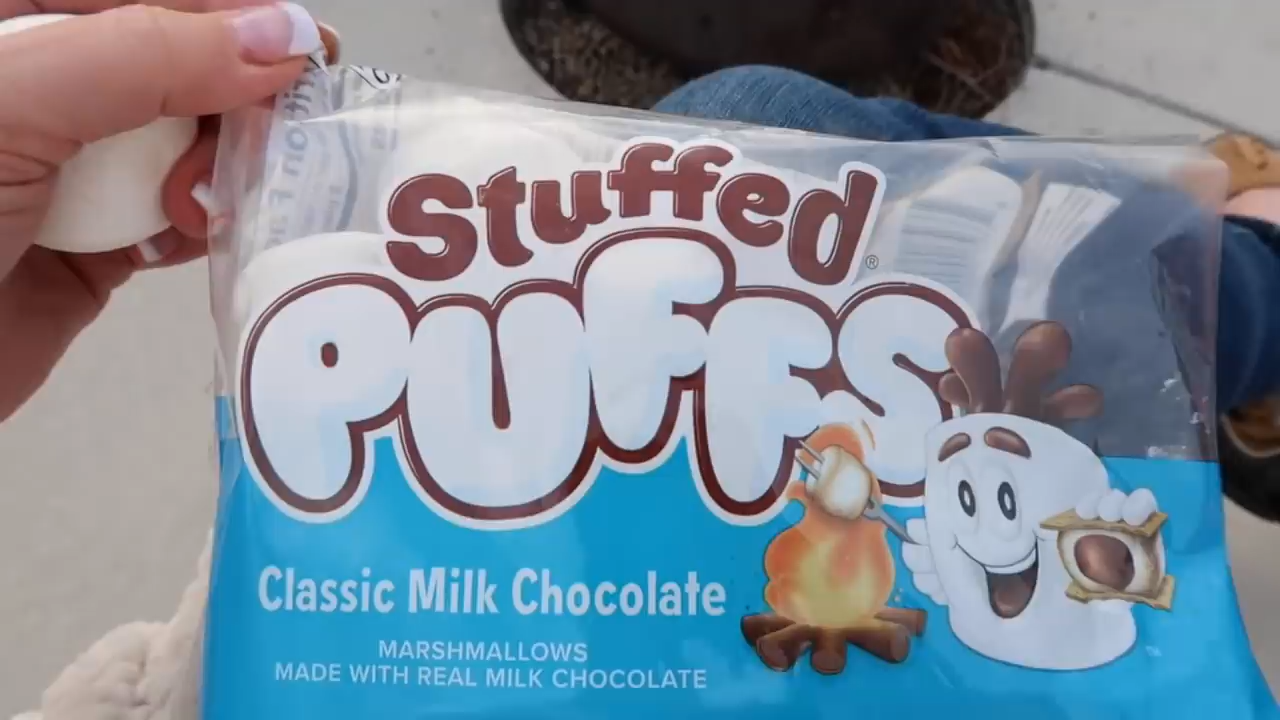 Stuffed
PUFFS®
Classic Milk Chocolate
MARSHMALLOWS
MADE WITH REAL MILK CHOCOLATE